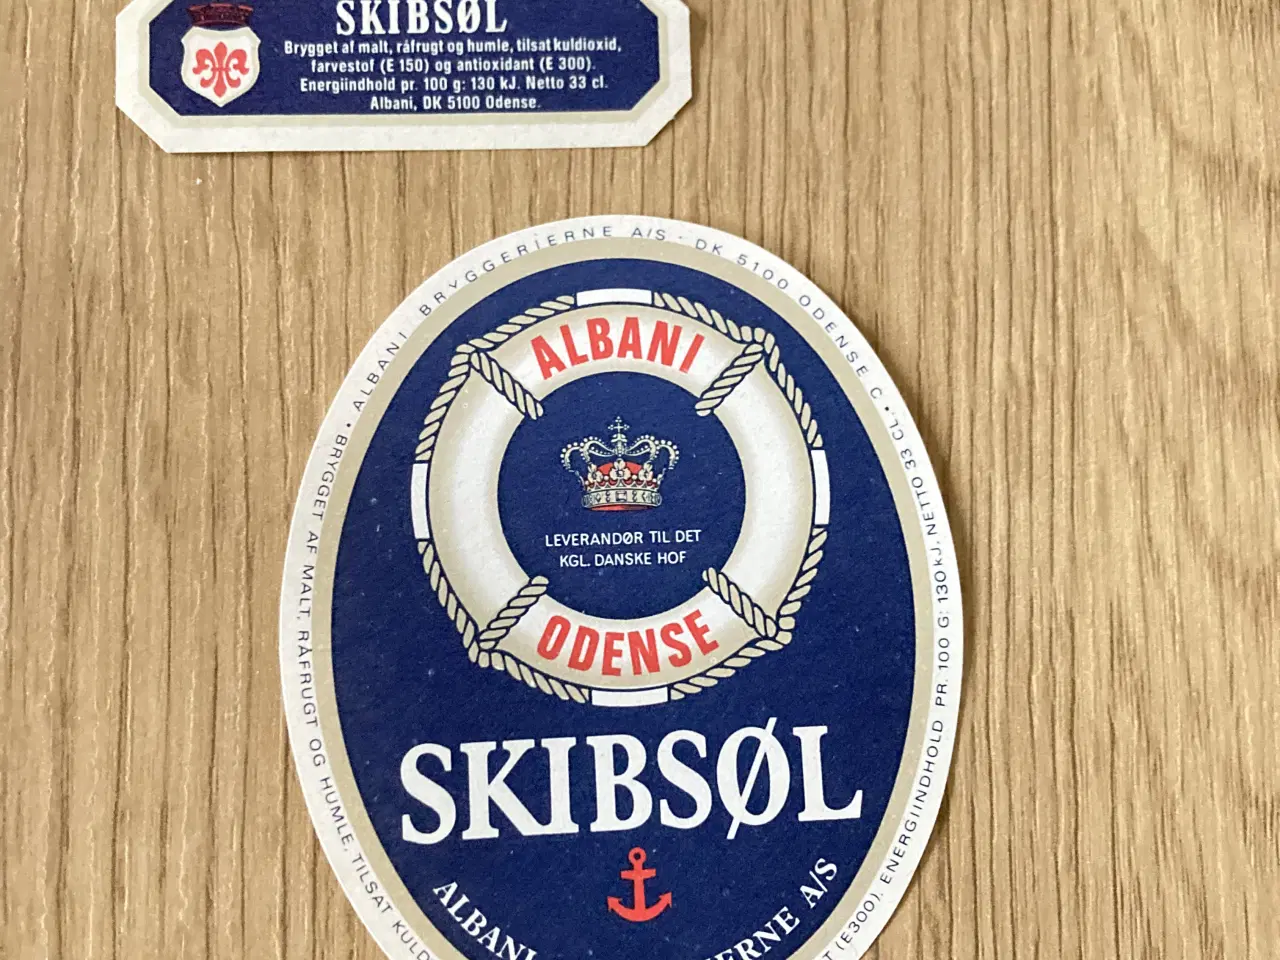 SKIBSØL
Brygget af malt, råfrugt og humle, tilsat kuldioxid,
farvestof (E 150) og antioxidant (E 300).
Energiindhold pr. 100 g: 130 kJ. Netto 33 cl.
Albani, DK 5100 Odense.
ALBANI BRYGGERIERNE A/S · DK 5100 ODENSE C.
• BRYGGET AF MALT, RÅFRUGT OG HUMLE, TILSAT KULD
T (E300). ENERGIINDHOLD PR. 100 G: 130 KJ. NETTO 33 CL. •
ALBANI
LEVERANDØR TIL DET
KGL. DANSKE HOF
ODENSE
SKIBSØL
ALBANI ERNE A/S